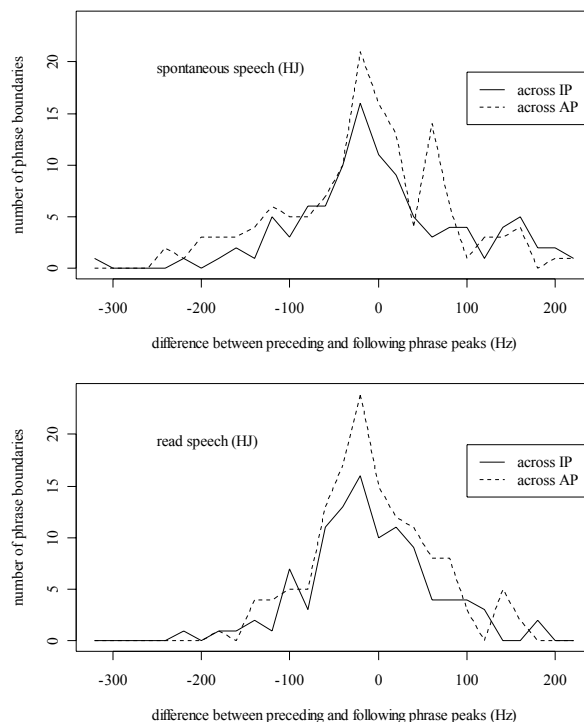 spontaneous speech (HJ)
across IP
across AP
number of phrase boundaries
20
15
10
5
0
-300 -200 -100 0 100 200
difference between preceding and following phrase peaks (Hz)
read speech (HJ)
across IP
across AP
number of phrase boundaries
20
15
10
5
0
-300 -200 -100 0 100 200
difference between preceding and following phrase peaks (Hz)